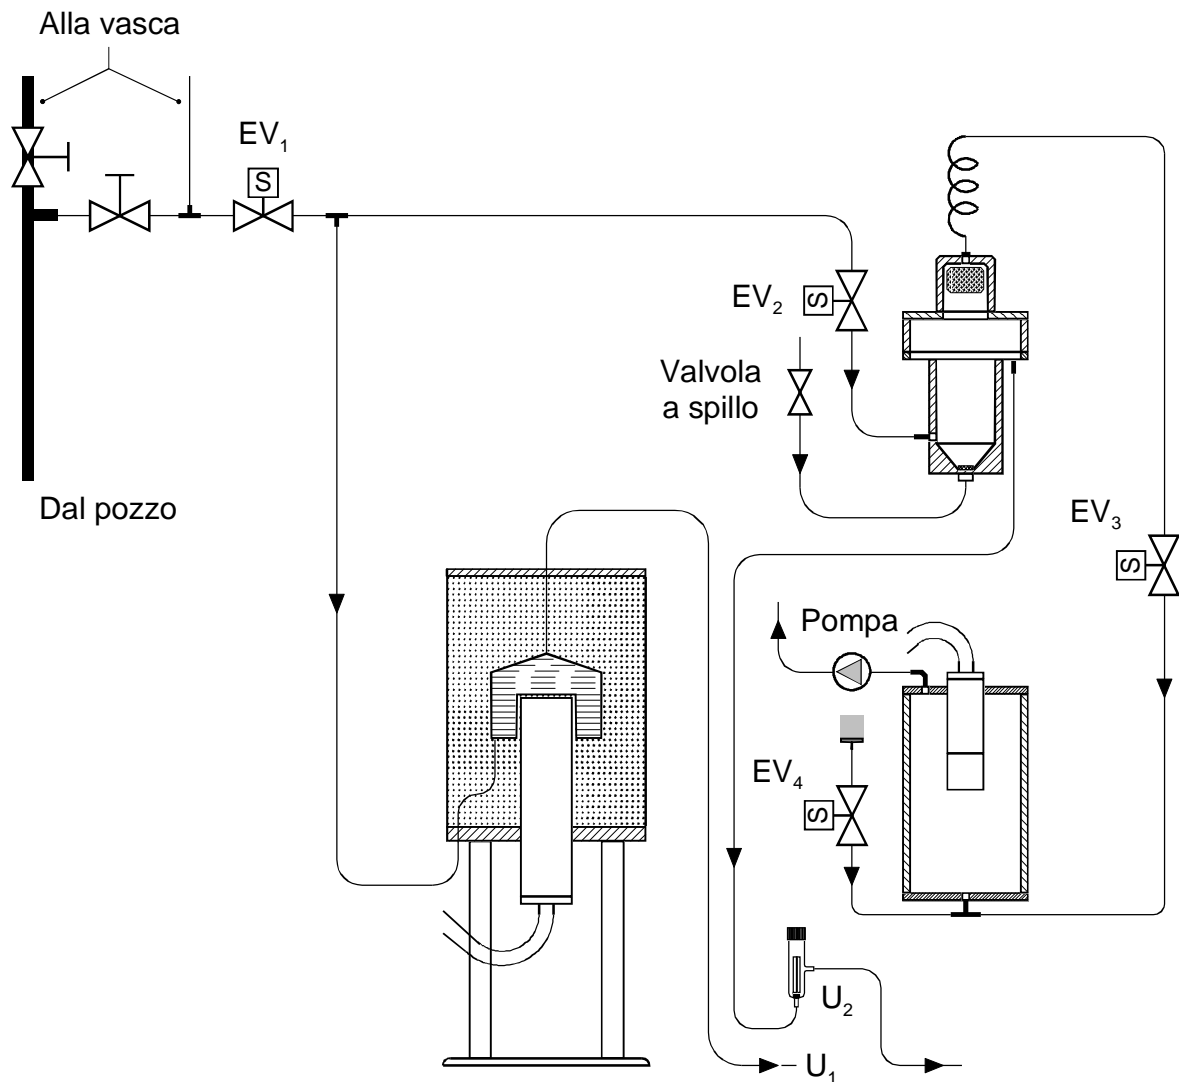 Alla vasca
EV1
S
EV2
S
Valvola
a spillo
Dal pozzo
EV3
S
Pompa
EV4
S
U2
U1